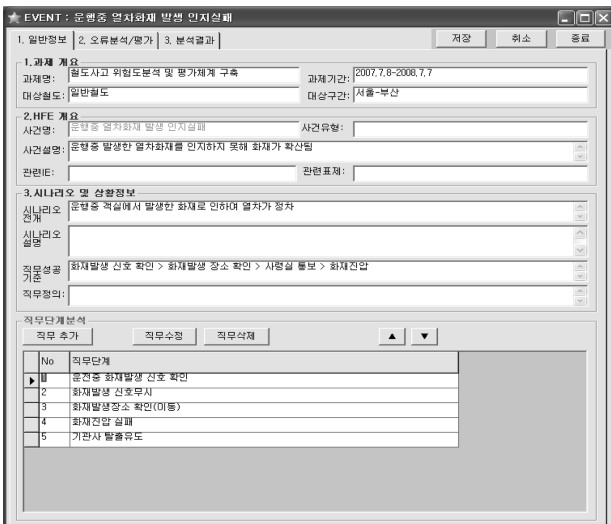 ★ EVENT : 운행중 열차화재 발생 인지실패
1. 일반정보 2. 오류분석/평가 3. 분석결과 저장 취소 종료
1.과제 개요
과제명: 철도사고 위험도분석 및 평가체계 구축 과제기간: 2007.7.8-2008.7.7
대상철도: 일반철도 대상구간: 서울-부산
2.HFE 개요
사건명: 운행중 열차화재 발생 인지실패 사건유형:
사건설명: 운행중 발생한 열차화재를 인지하지 못해 화재가 확산됨
관련IE: 관련표제:
3.시나리오 및 상황정보
시나리오 전개 운행중 객실에서 발생한 화재로 인하여 열차가 정차
시나리오 설명
직무성공 기준 화재발생 신호 확인 > 화재발생 장소 확인 > 사령실 통보 > 화재진압
직무정의:
직무단계분석
직무 추가 직무수정 직무삭제 ▲ ▼
No 직무단계
1 운전중 화재발생 신호 확인
2 화재발생 신호무시
3 화재발생장소 확인(이동)
4 화재진압 실패
5 기관사 탈출유도